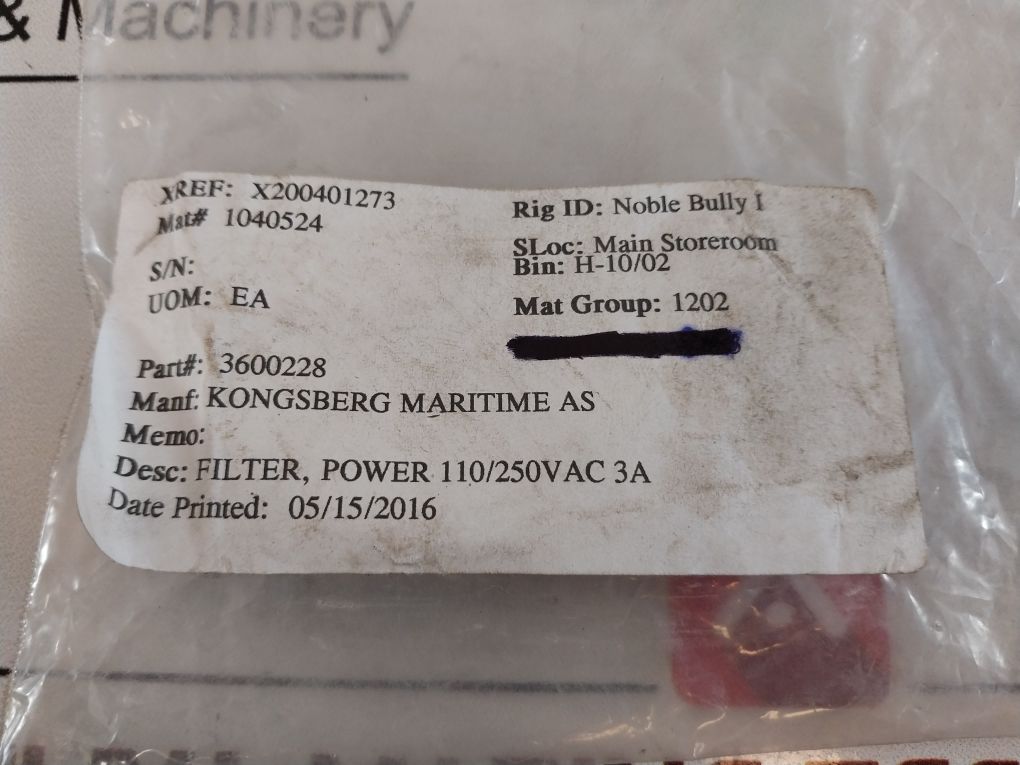 & Machinery
XREF: X200401273
Mat# 1040524
S/N:
UOM: EA
Rig ID: Noble Bully I
SLoc: Main Storeroom
Bin: H-10/02
Mat Group: 1202
Part#: 3600228
Manf: KONGSBERG MARITIME AS
Memo:
Desc: FILTER, POWER 110/250VAC 3A
Date Printed: 05/15/2016